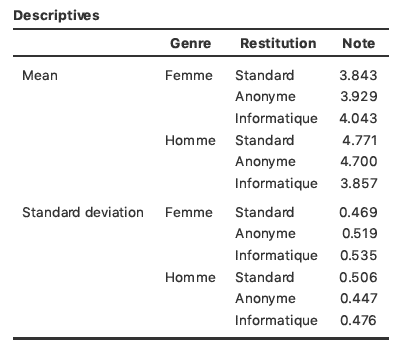 Descriptives
Genre Restitution Note
Mean Femme Standard 3.843
Anonyme 3.929
Informatique 4.043
Homme Standard 4.771
Anonyme 4.700
Informatique 3.857
Standard deviation Femme Standard 0.469
Anonyme 0.519
Informatique 0.535
Homme Standard 0.506
Anonyme 0.447
Informatique 0.476